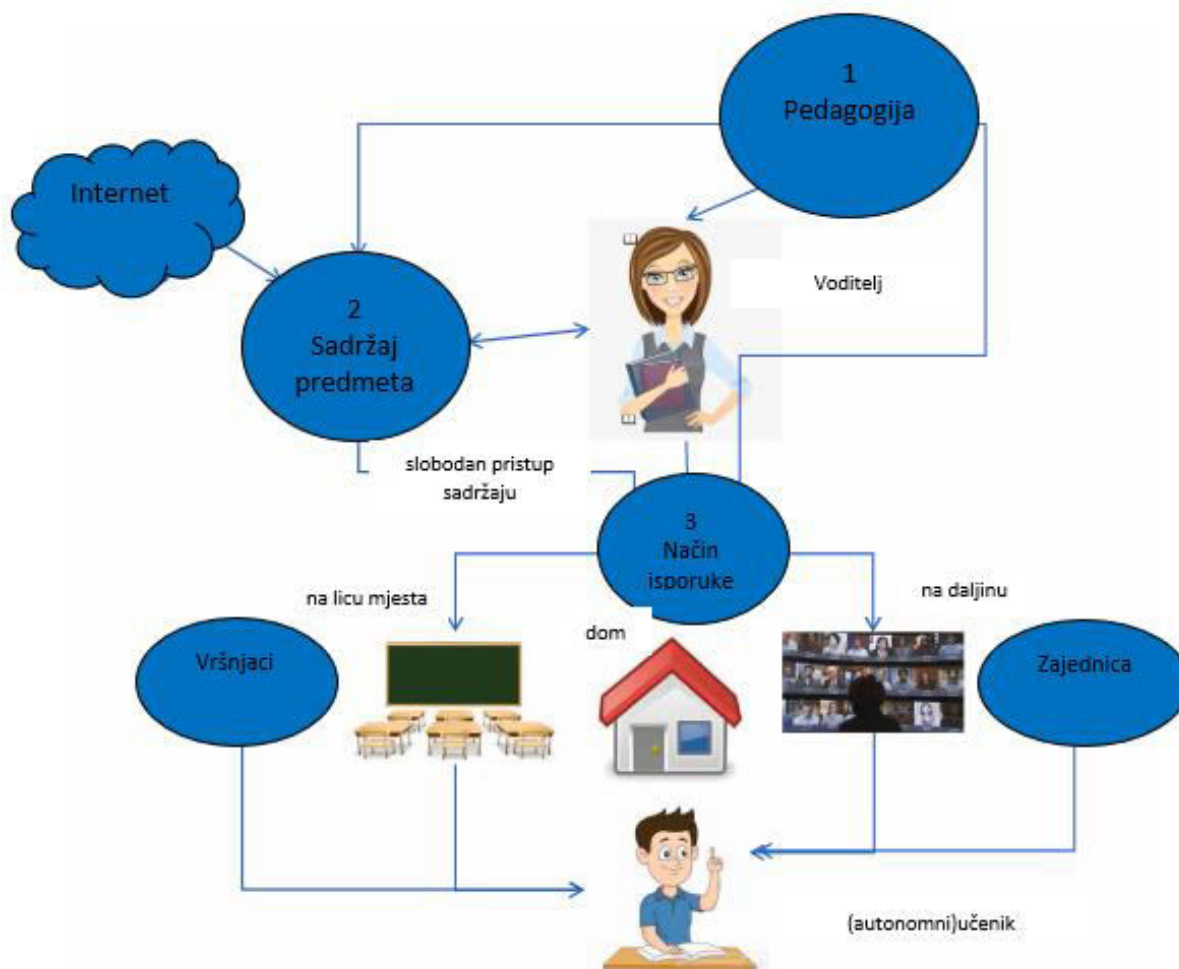 1
Pedagogija
Internet
Voditelj
2
Sadržaj
predmeta
slobodan pristup
sadržaju
3
Način
isporuke
na licu mjesta
na daljinu
dom
Vršnjaci
Zajednica
(autonomni)učenik